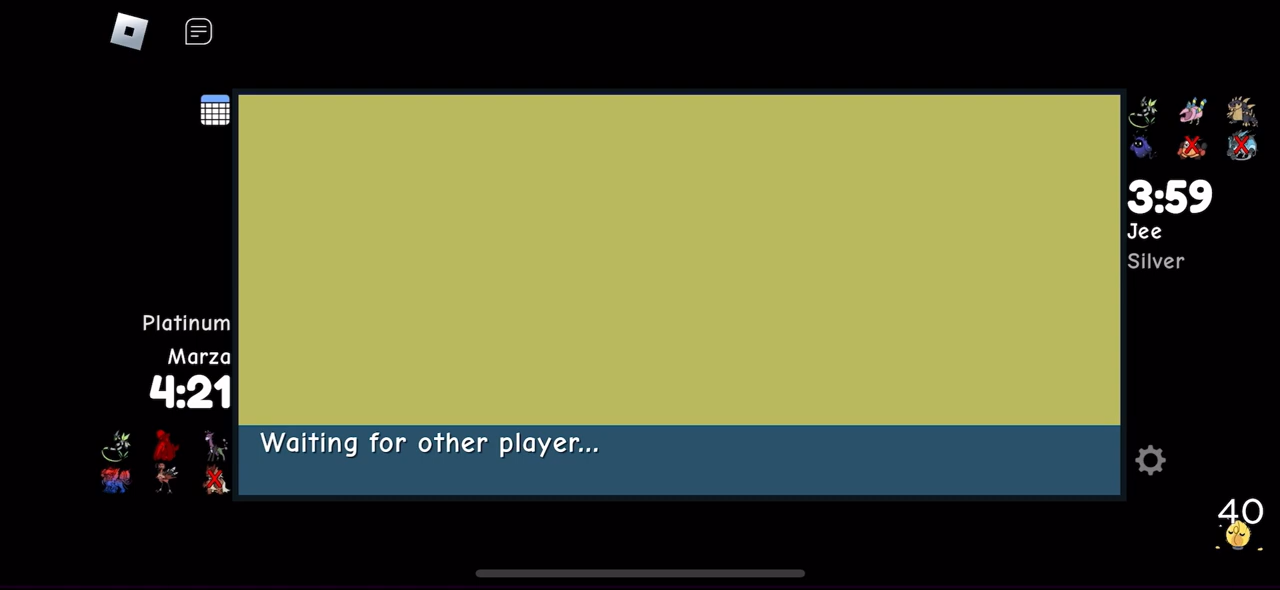 3:59
Jee
Silver
Platinum
Marza
4:21
Waiting for other player...
40